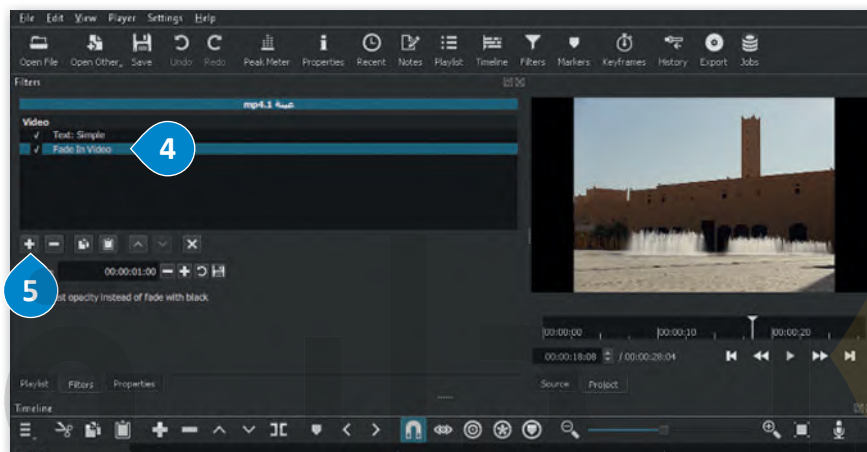 File Edit View Player Settings Help
Open File Open Other.. Save Undo Redo Peak Meter Properties Recent Notes Playlist Timeline Filters Markers Keyframes History Export Jobs
Filters
mp4.1 عينة
Video
√ Text: Simple
√ Fade In Video
4
5
00:00:01:00
opacity instead of fade with black
00:00:00 00:00:10 00:00:20
00:00:18:08 / 00:00:28:04
Playlist Filters Properties
Source Project
Timeline